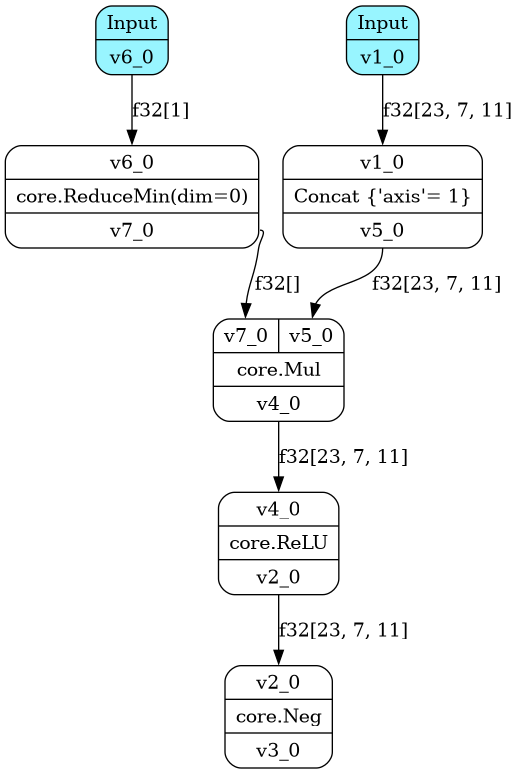 Input
v6_0
Input
v1_0
f32[1]
f32[23, 7, 11]
v6_0
core.ReduceMin(dim=0)
v7_0
v1_0
Concat {'axis'= 1}
v5_0
f32[]
f32[23, 7, 11]
v7_0
v5_0
core.Mul
v4_0
f32[23, 7, 11]
v4_0
core.ReLU
v2_0
f32[23, 7, 11]
v2_0
core.Neg
v3_0